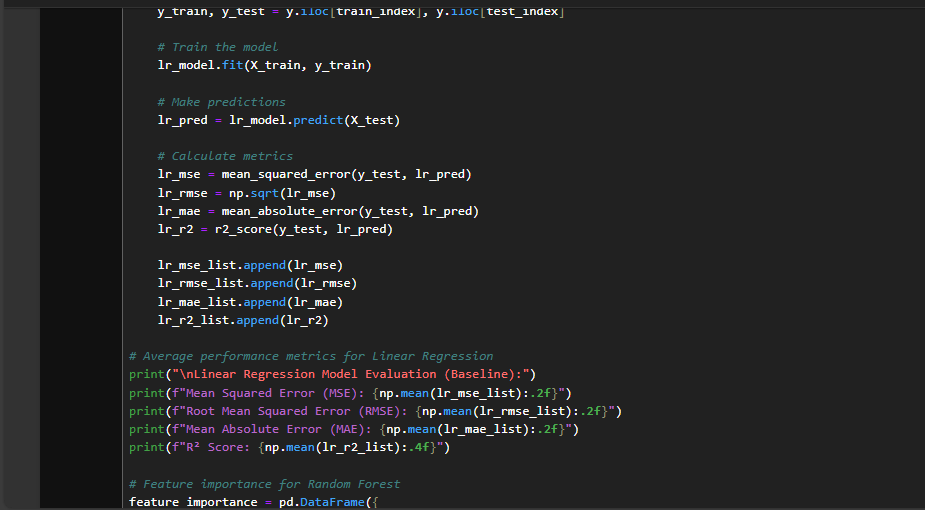 y_train, y_test = y.iloc[train_index], y.iloc[test_index]
# Train the model
lr_model.fit(X_train, y_train)
# Make predictions
lr_pred = lr_model.predict(X_test)
# Calculate metrics
lr_mse = mean_squared_error(y_test, lr_pred)
lr_rmse = np.sqrt(lr_mse)
lr_mae = mean_absolute_error(y_test, lr_pred)
lr_r2 = r2_score(y_test, lr_pred)
lr_mse_list.append(lr_mse)
lr_rmse_list.append(lr_rmse)
lr_mae_list.append(lr_mae)
lr_r2_list.append(lr_r2)
# Average performance metrics for Linear Regression
print("\nLinear Regression Model Evaluation (Baseline):")
print(f"Mean Squared Error (MSE): {np.mean(lr_mse_list):.2f}")
print(f"Root Mean Squared Error (RMSE): {np.mean(lr_rmse_list):.2f}")
print(f"Mean Absolute Error (MAE): {np.mean(lr_mae_list):.2f}")
print(f"R² Score: {np.mean(lr_r2_list):.4f}")
# Feature importance for Random Forest
feature_importance = pd.DataFrame({